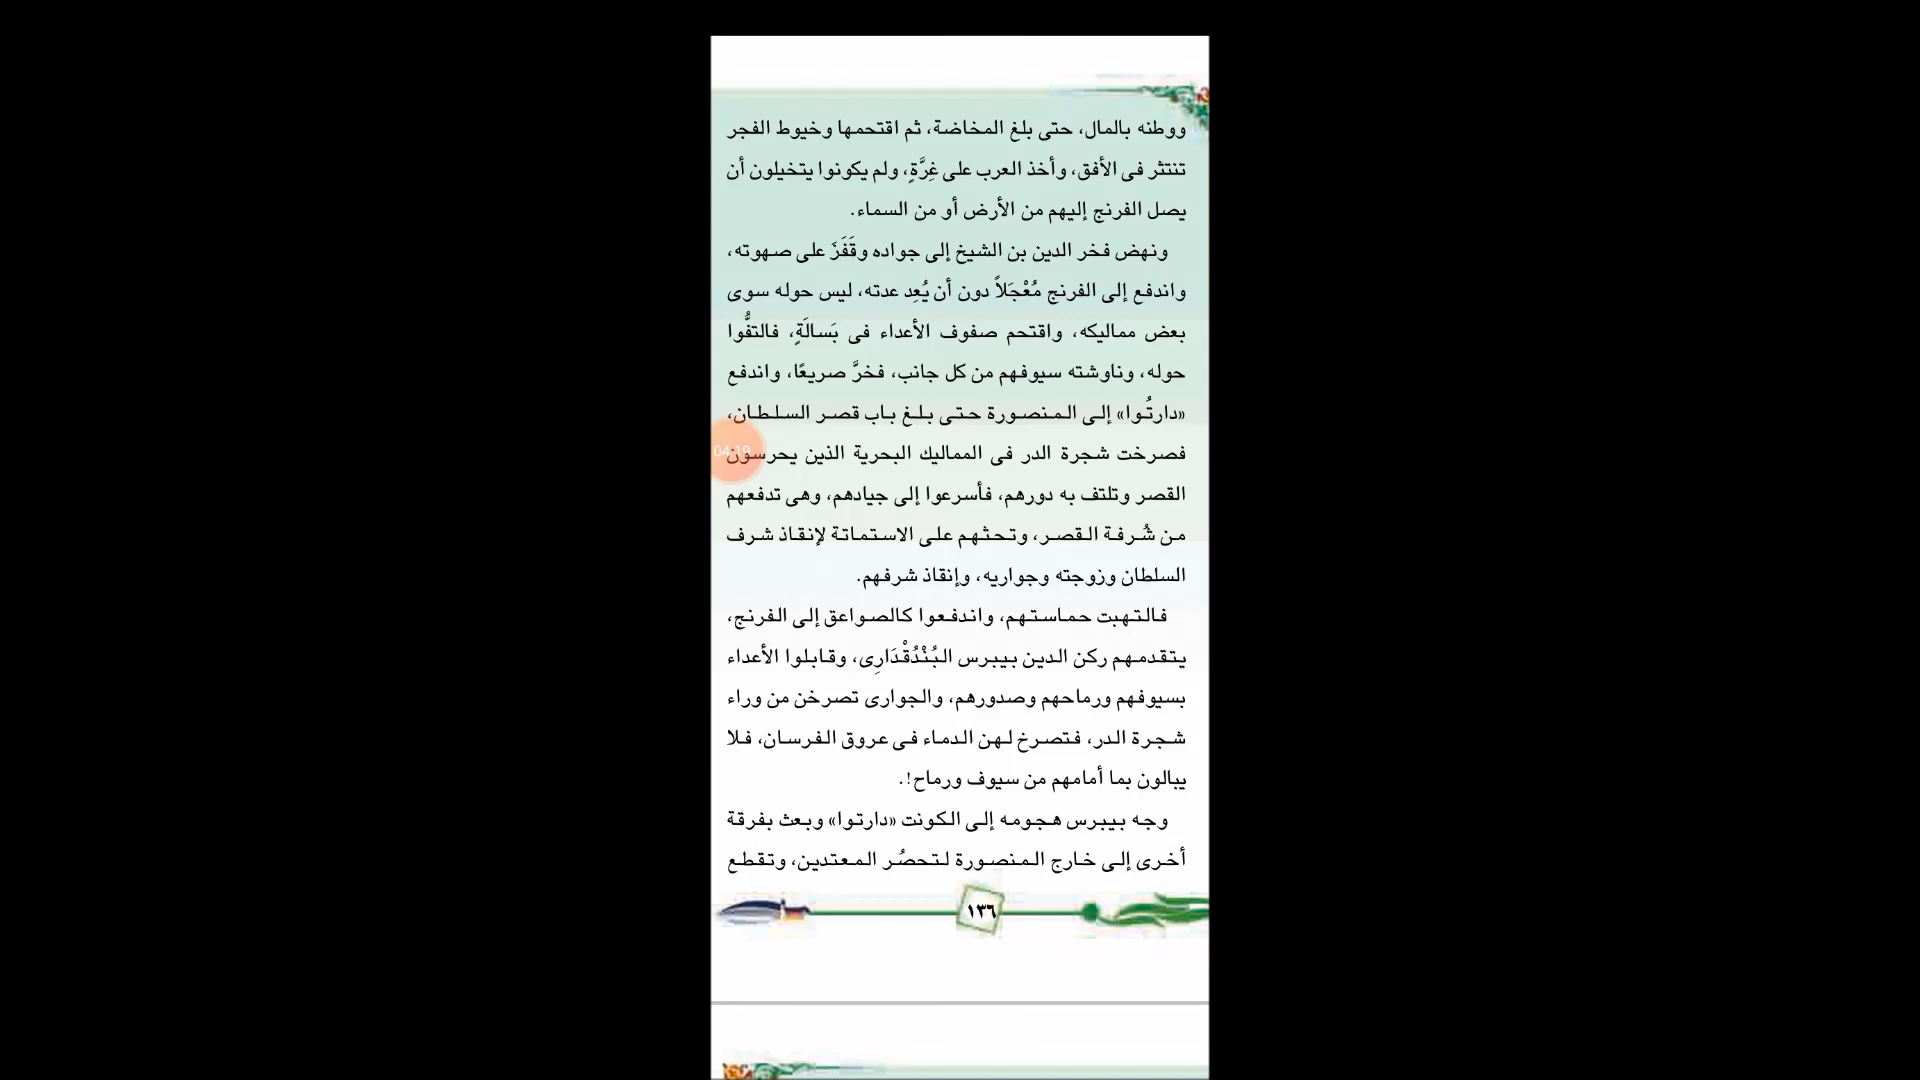 ووطنه بالمال، حتى بلغ المخاضة، ثم اقتحمها وخيوط الفجر
تنتثر فى الأفق، وأخذ العرب على غِرَّةٍ، ولم يكونوا يتخيلون أن
يصل الفرنج إليهم من الأرض أو من السماء.
ونهض فخر الدين بن الشيخ إلى جواده وقَفَزَ على صهوته،
واندفع إلى الفرنج مُعْجَلاً دون أن يُعِد عدته، ليس حوله سوى
بعض مماليكه، واقتحم صفوف الأعداء فى بَسالَةٍ، فالتفُّوا
حوله، وناوشته سيوفهم من كل جانب، فخرَّ صريعًا، واندفع
«دارتُوا» إلى المنصورة حتى بلغ باب قصر السلطان،
04:19
فصرخت شجرة الدر فى المماليك البحرية الذين يحرسون
القصر وتلتف به دورهم، فأسرعوا إلى جيادهم، وهى تدفعهم
من شُرفة القصر، وتحثهم على الاستماتة لإنقاذ شرف
السلطان وزوجته وجواريه، وإنقاذ شرفهم.
فالتهبت حماستهم، واندفعوا كالصواعق إلى الفرنج،
يتقدمهم ركن الدين بيبرس البُنْدُقْدَارِى، وقابلوا الأعداء
بسيوفهم ورماحهم وصدورهم، والجوارى تصرخن من وراء
شجرة الدر، فتصرخ لهن الدماء فى عروق الفرسان، فلا
يبالون بما أمامهم من سيوف ورماح!.
وجه بيبرس هجومه إلى الكونت «دارتوا» وبعث بفرقة
أخرى إلى خارج المنصورة لتحصُر المعتدين، وتقطع
١٣٦